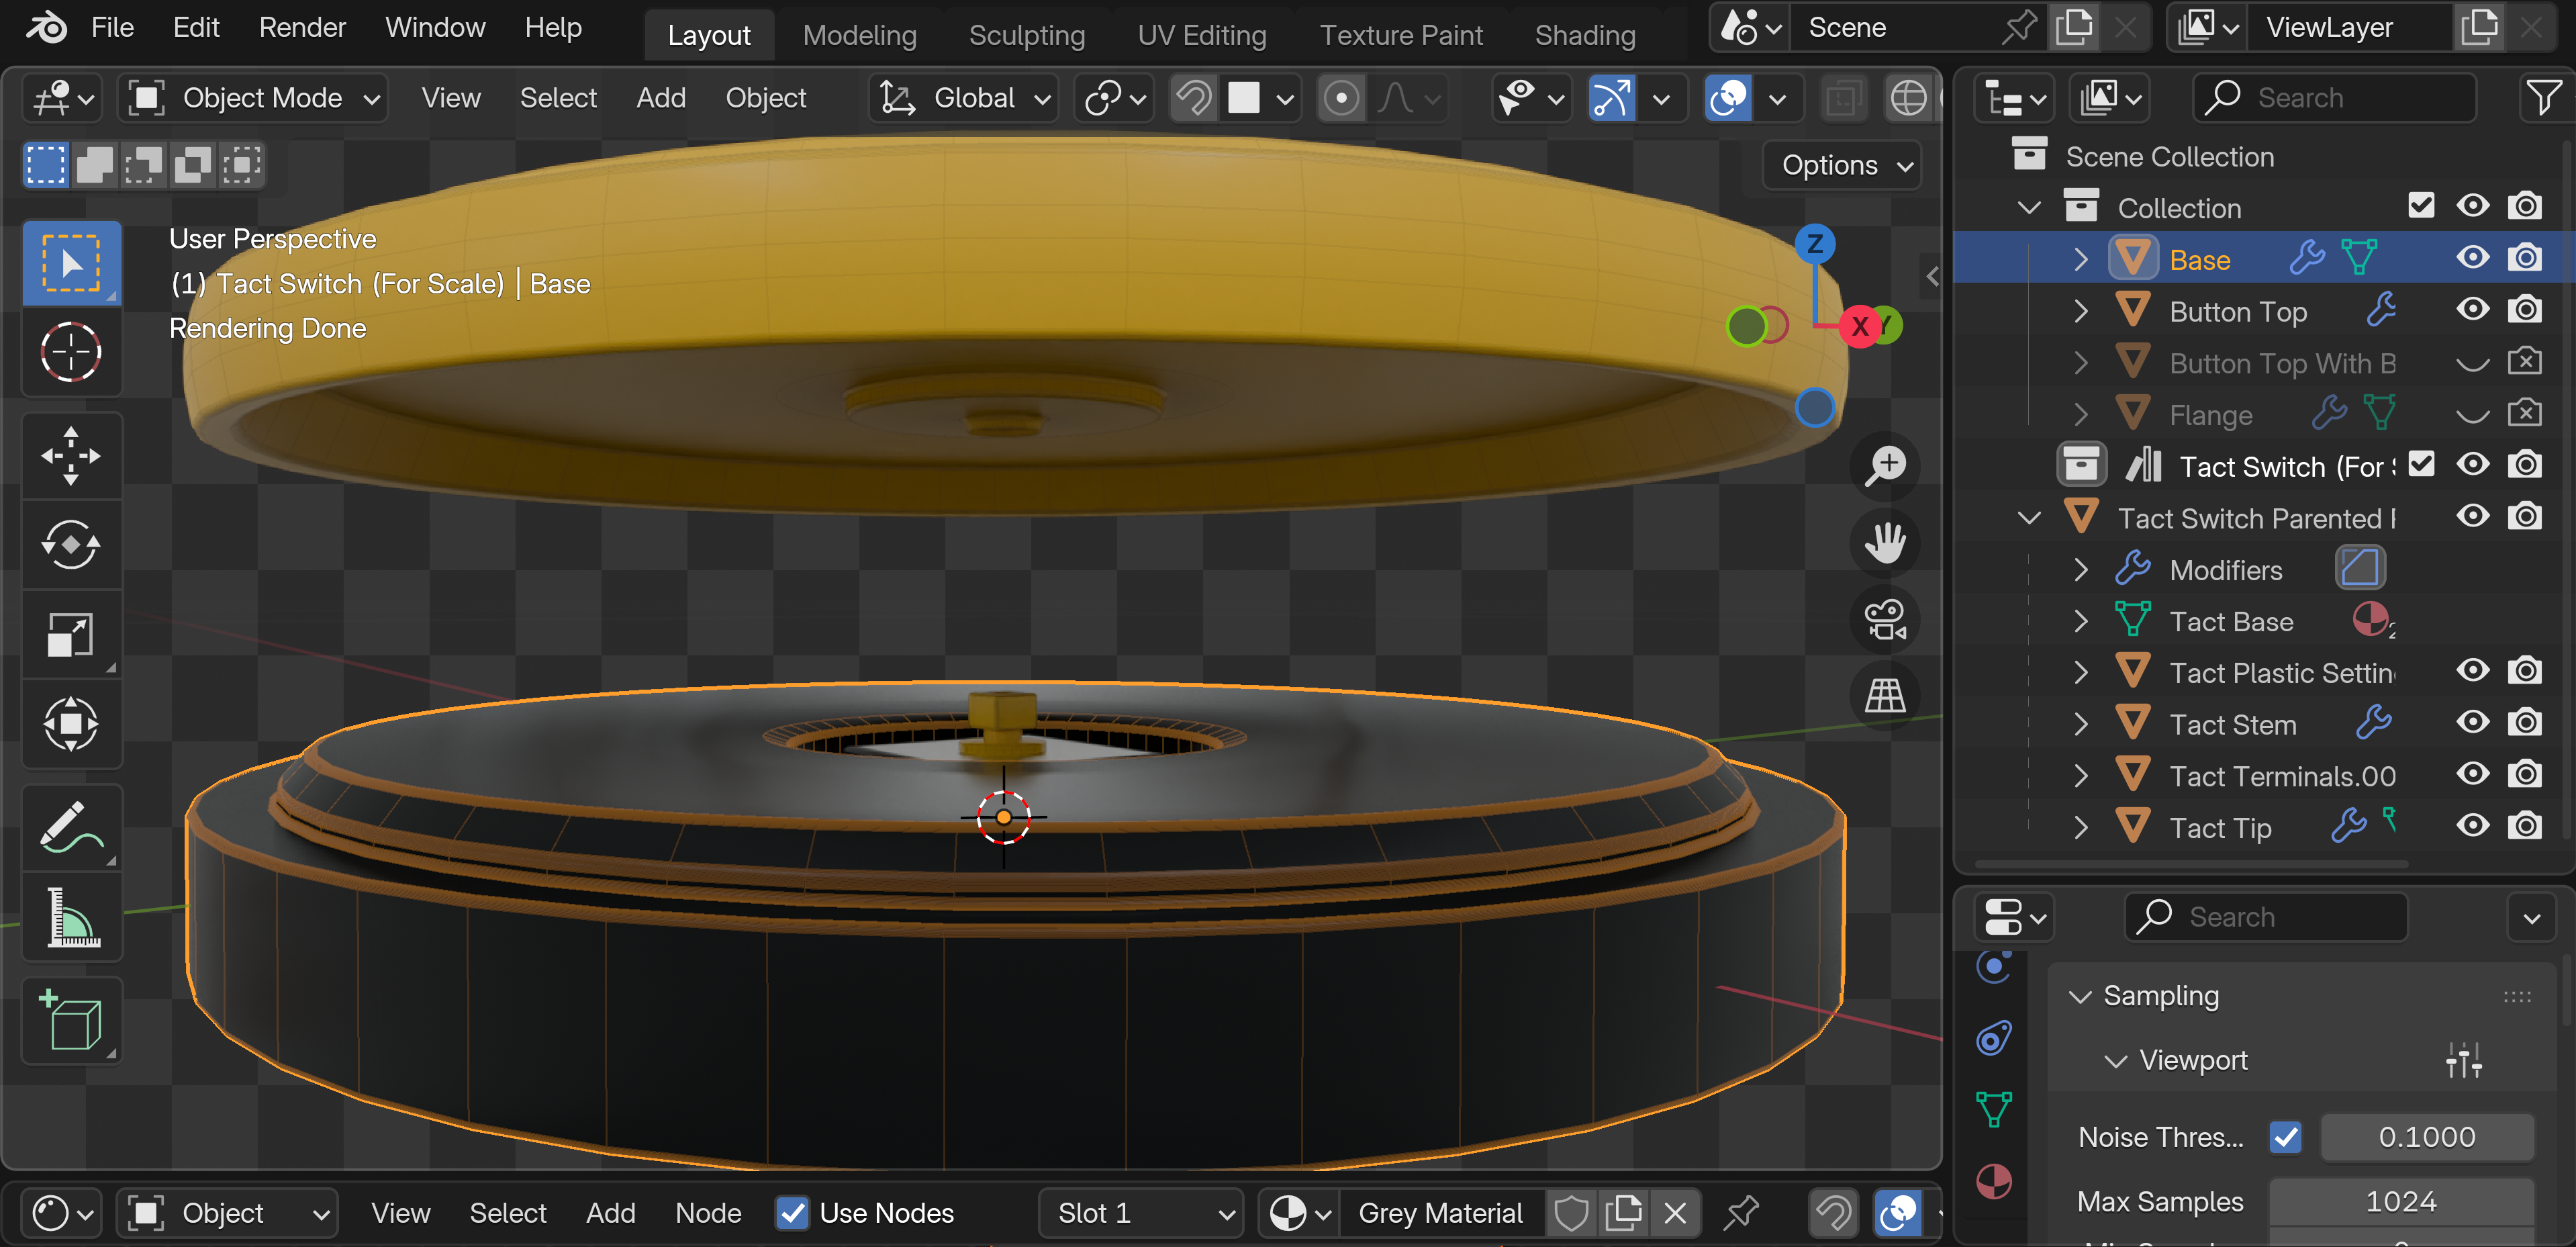 File Edit Render Window Help Layout Modeling Sculpting UV Editing Texture Paint Shading Scene ViewLayer
Object Mode View Select Add Object Global Search
Options
User Perspective
(1) Tact Switch (For Scale) | Base
Rendering Done
Z
X
Y
Scene Collection
Collection
Base
Button Top
Button Top With B
Flange
Tact Switch (For
Tact Switch Parented
Modifiers
Tact Base
2
Tact Plastic Settin
Tact Stem
Tact Terminals.00
Tact Tip
Search
Sampling
Viewport
Noise Thres... 0.1000
Max Samples 1024
Object View Select Add Node Use Nodes Slot 1 Grey Material